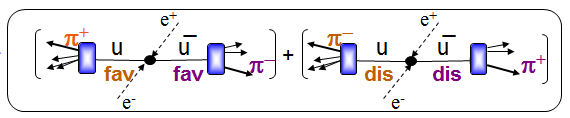 π⁺ u u̅ e⁺ + π⁻ u u̅ e⁺
fav fav π⁻ dis dis π⁺
e⁻ e⁻